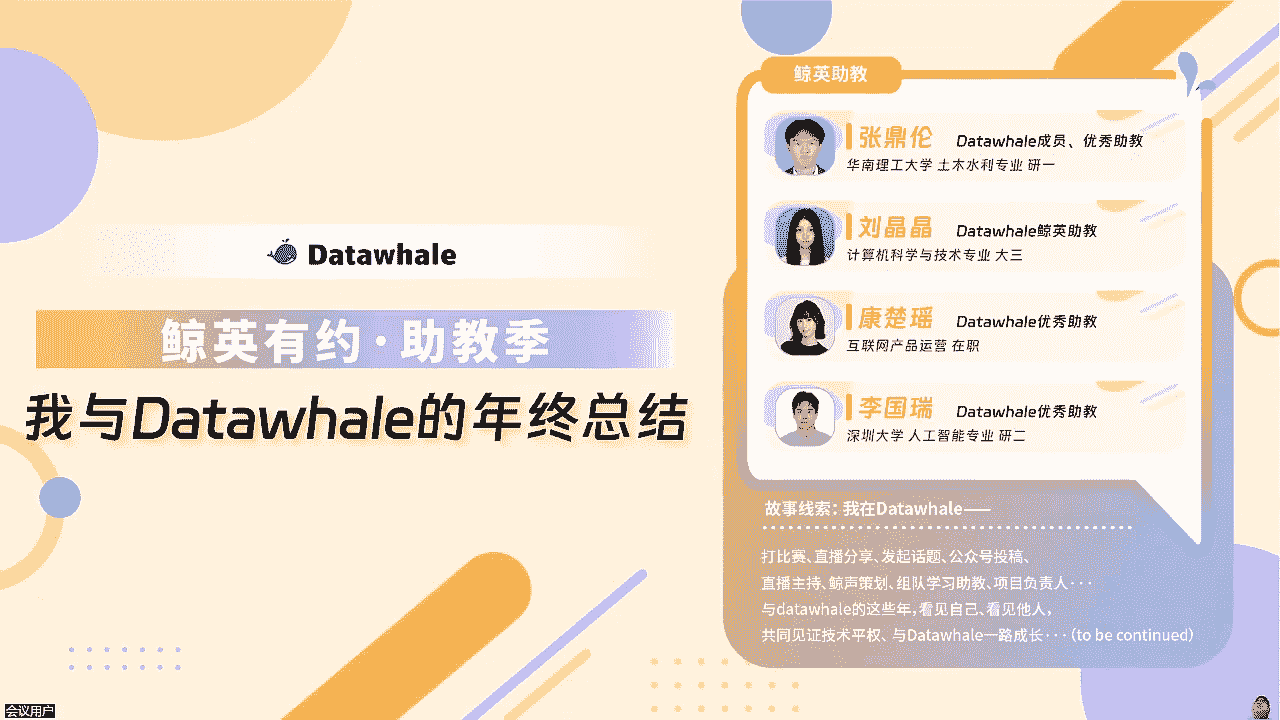 Datawhale
鲸英有约·助教季
我与Datawhale的年终总结
鲸英助教
张鼎伦 Datawhale成员、优秀助教
华南理工大学 土木水利专业 研一
刘晶晶 Datawhale鲸英助教
计算机科学与技术专业 大三
康楚瑶 Datawhale优秀助教
互联网产品运营 在职
李国瑞 Datawhale优秀助教
深圳大学 人工智能专业 研二
故事线索：我在Datawhale——
打比赛、直播分享、发起话题、公众号投稿、
直播主持、鲸声策划、组队学习助教、项目负责人···
与datawhale的这些年，看见自己、看见他人，
共同见证技术平权、与Datawhale一路成长···（to be continued）
会议用户